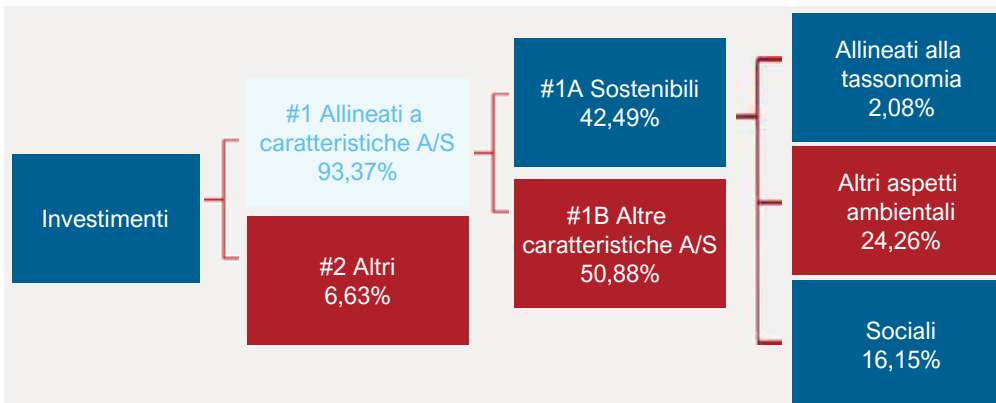 Investimenti
#1 Allineati a
caratteristiche A/S
93,37%
#2 Altri
6,63%
#1A Sostenibili
42,49%
#1B Altre
caratteristiche A/S
50,88%
Allineati alla
tassonomia
2,08%
Altri aspetti
ambientali
24,26%
Sociali
16,15%